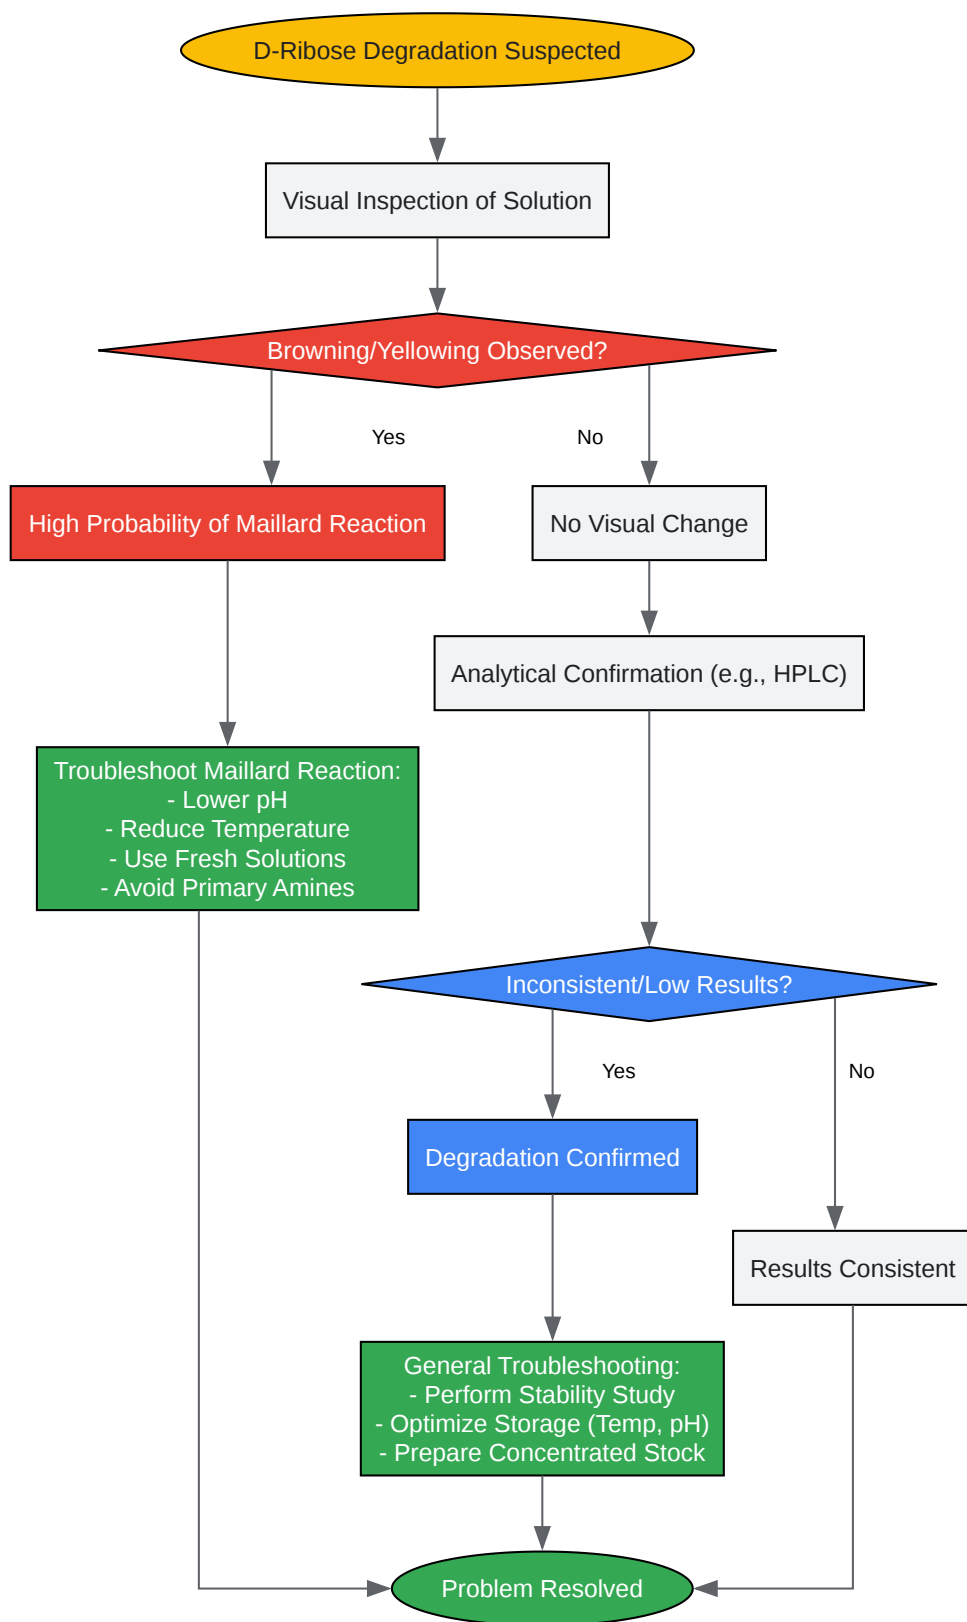 D-Ribose Degradation Suspected
Visual Inspection of Solution
Browning/Yellowing Observed?
Yes
No
High Probability of Maillard Reaction
No Visual Change
Analytical Confirmation (e.g., HPLC)
Troubleshoot Maillard Reaction:
- Lower pH
- Reduce Temperature
- Use Fresh Solutions
- Avoid Primary Amines
Inconsistent/Low Results?
Yes
No
Degradation Confirmed
Results Consistent
General Troubleshooting:
- Perform Stability Study
- Optimize Storage (Temp, pH)
- Prepare Concentrated Stock
Problem Resolved